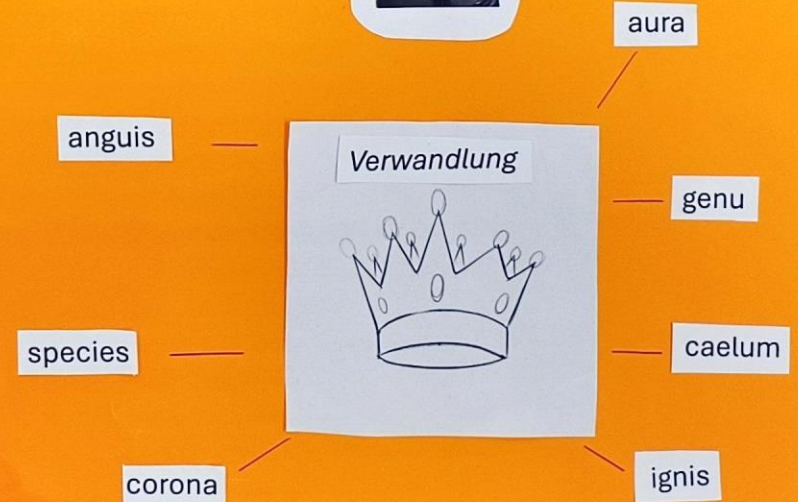 aura
anguis
Verwandlung
genu
species
caelum
corona
ignis